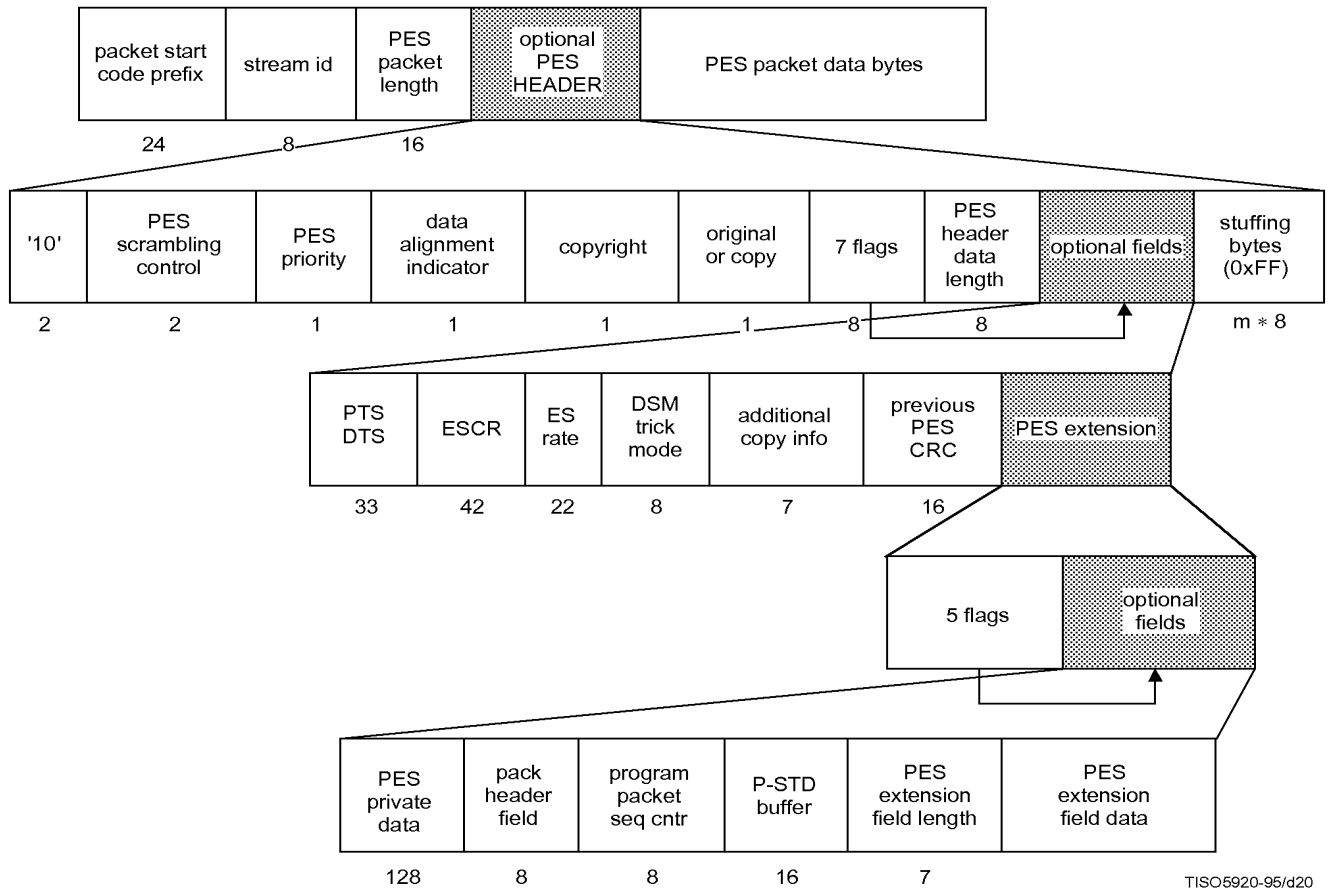 packet start
code prefix
stream id
PES
packet
length
optional
PES
HEADER
PES packet data bytes
24
8
16
'10'
PES
scrambling
control
PES
priority
data
alignment
indicator
copyright
original
or copy
7 flags
PES
header
data
length
optional fields
stuffing
bytes
(0xFF)
2
2
1
1
1
1
8
8
m * 8
PTS
DTS
ESCR
ES
rate
DSM
trick
mode
additional
copy info
previous
PES
CRC
PES extension
33
42
22
8
7
16
5 flags
optional
fields
PES
private
data
pack
header
field
program
packet
seq cntr
P-STD
buffer
PES
extension
field length
PES
extension
field data
128
8
8
16
7
TISO5920-95/d20